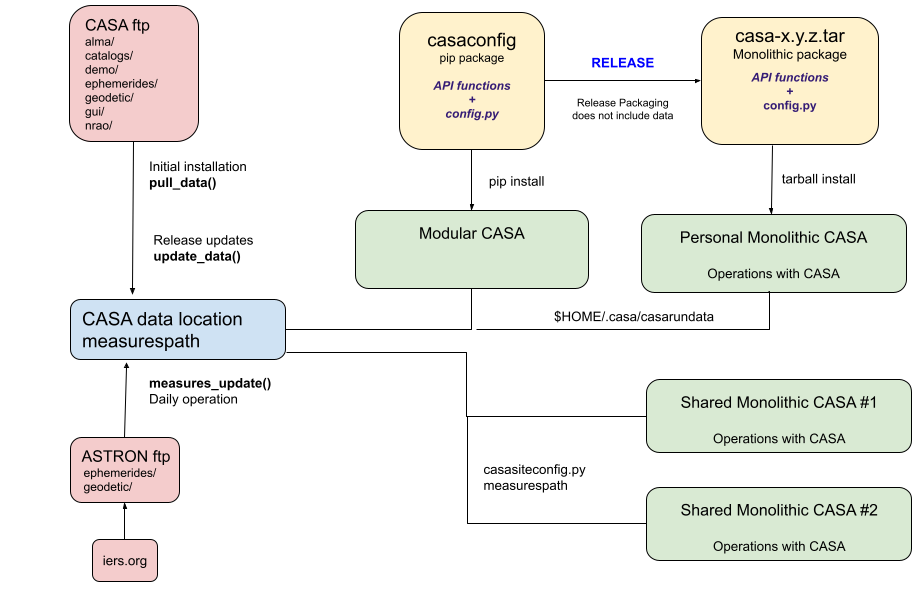 CASA ftp
alma/
catalogs/
demo/
ephemerides/
geodetic/
gui/
nrao/
casaconfig
pip package
API functions
+
config.py
RELEASE
Release Packaging
does not include data
casa-x.y.z.tar
Monolithic package
API functions
+
config.py
Initial installation
pull_data()
Release updates
update_data()
pip install
tarball install
Modular CASA
Personal Monolithic CASA
Operations with CASA
CASA data location
measurespath
$HOME/.casa/casarundata
measures_update()
Daily operation
Shared Monolithic CASA #1
Operations with CASA
ASTRON ftp
ephemerides/
geodetic/
casasiteconfig.py
measurespath
Shared Monolithic CASA #2
Operations with CASA
iers.org